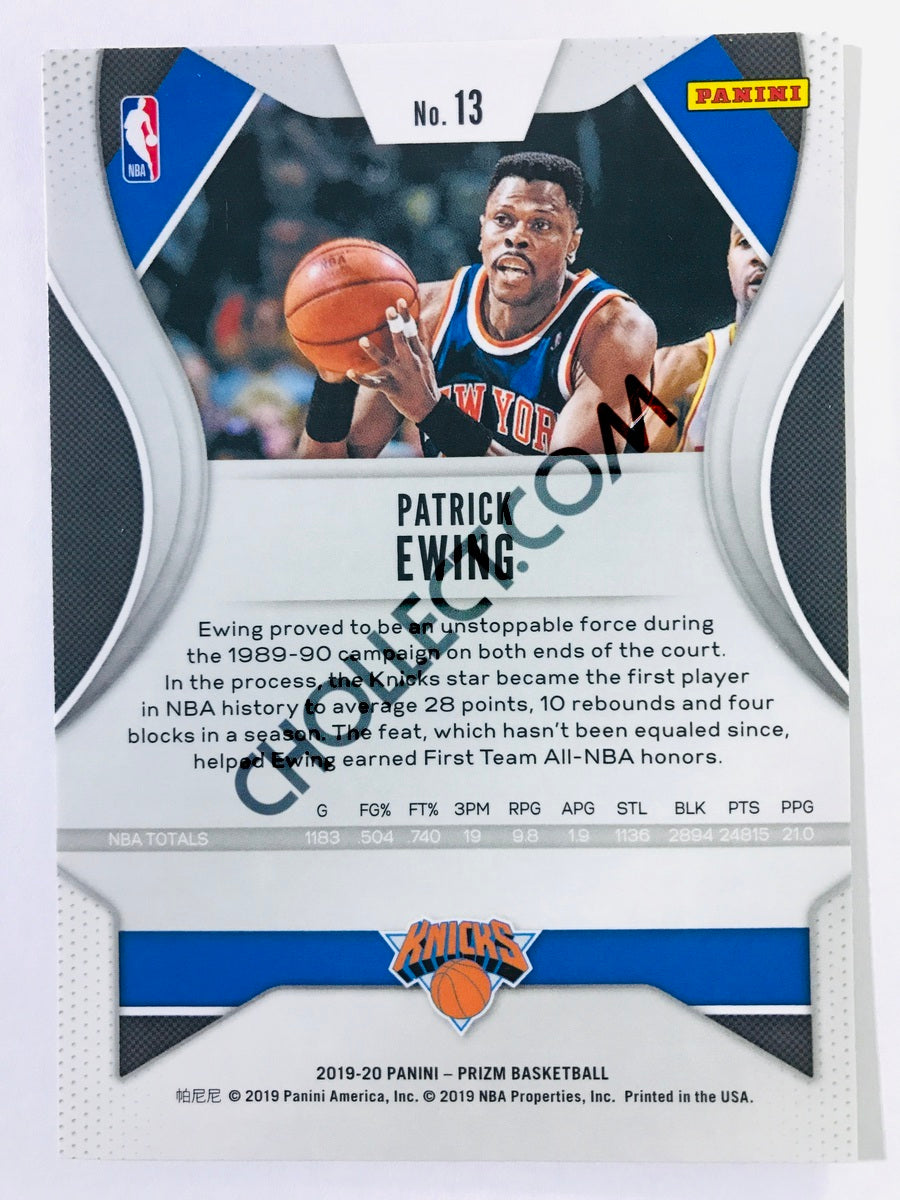 No. 13
PANINI
NBA
NEW YORK
PATRICK
EWING
Ewing proved to be an unstoppable force during
the 1989-90 campaign on both ends of the court.
In the process, the Knicks star became the first player
in NBA history to average 28 points, 10 rebounds and four
blocks in a season. The feat, which hasn't been equaled since,
helped Ewing earned First Team All-NBA honors.
CHOLLECT.COM
G FG% FT% 3PM RPG APG STL BLK PTS PPG
NBA TOTALS 1183 .504 .740 19 9.8 1.9 1136 2894 24815 21.0
KNICKS
2019-20 PANINI – PRIZM BASKETBALL
帕尼尼 © 2019 Panini America, Inc. © 2019 NBA Properties, Inc. Printed in the USA.